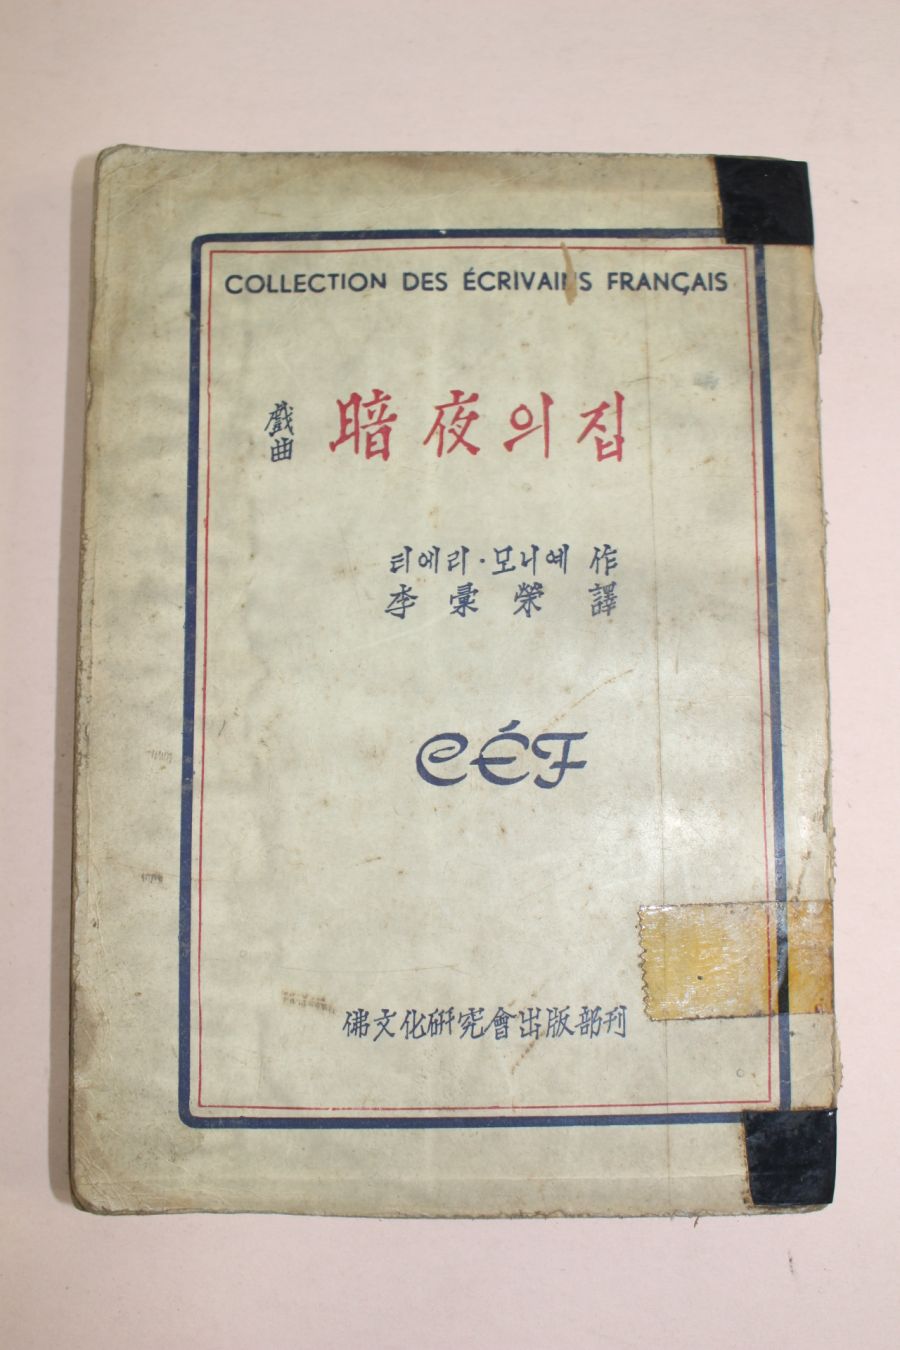 COLLECTION DES ÉCRIVAINS FRANÇAIS
戲曲 暗夜의집
티에리·모니에 作
李彙榮 譯
CÉF
佛文化硏究會出版部刊